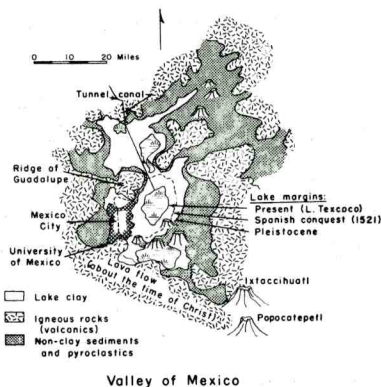 0 10 20 Miles
Tunnel canal
Ridge of
Guadalupe
Mexico
City
University
of Mexico
Lake margins:
Present (L. Texcoco)
Spanish conquest (1521)
Pleistocene
Lava flow
(about the time of Christ)
Ixtaccihuatl
Popocatepetl
Lake clay
Igneous rocks
(volcanics)
Non-clay sediments
and pyroclastics
Valley of Mexico